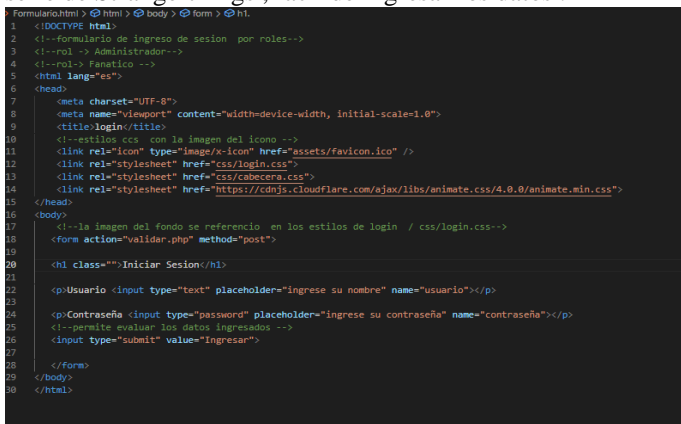 Formulario.html > html > body > form > h1.
1 <!DOCTYPE html>
2 <!--formulario de ingreso de sesion  por roles-->
3 <!--rol -> Administrador-->
4 <!--rol-> Fanatico -->
5 <html lang="es">
6 <head>
7 <meta charset="UTF-8">
8 <meta name="viewport" content="width=device-width, initial-scale=1.0">
9 <title>login</title>
10 <!--estilos ccs  con la imagen del icono -->
11 <link rel="icon" type="image/x-icon" href="assets/favicon.ico" />
12 <link rel="stylesheet" href="css/login.css">
13 <link rel="stylesheet" href="css/cabecera.css">
14 <link rel="stylesheet" href="https://cdnjs.cloudflare.com/ajax/libs/animate.css/4.0.0/animate.min.css">
15 </head>
16 <body>
17 <!--la imagen del fondo se referencio  en los estilos de login  / css/login.css-->
18 <form action="validar.php" method="post">
19
20 <h1 class="">Iniciar Sesion</h1>
21
22 <p>Usuario <input type="text" placeholder="ingrese su nombre" name="usuario"></p>
23
24 <p>Contraseña <input type="password" placeholder="ingrese su contraseña" name="contraseña"></p>
25 <!--permite evaluar los datos ingresados -->
26 <input type="submit" value="Ingresar">
27
28 </form>
29 </body>
30 </html>